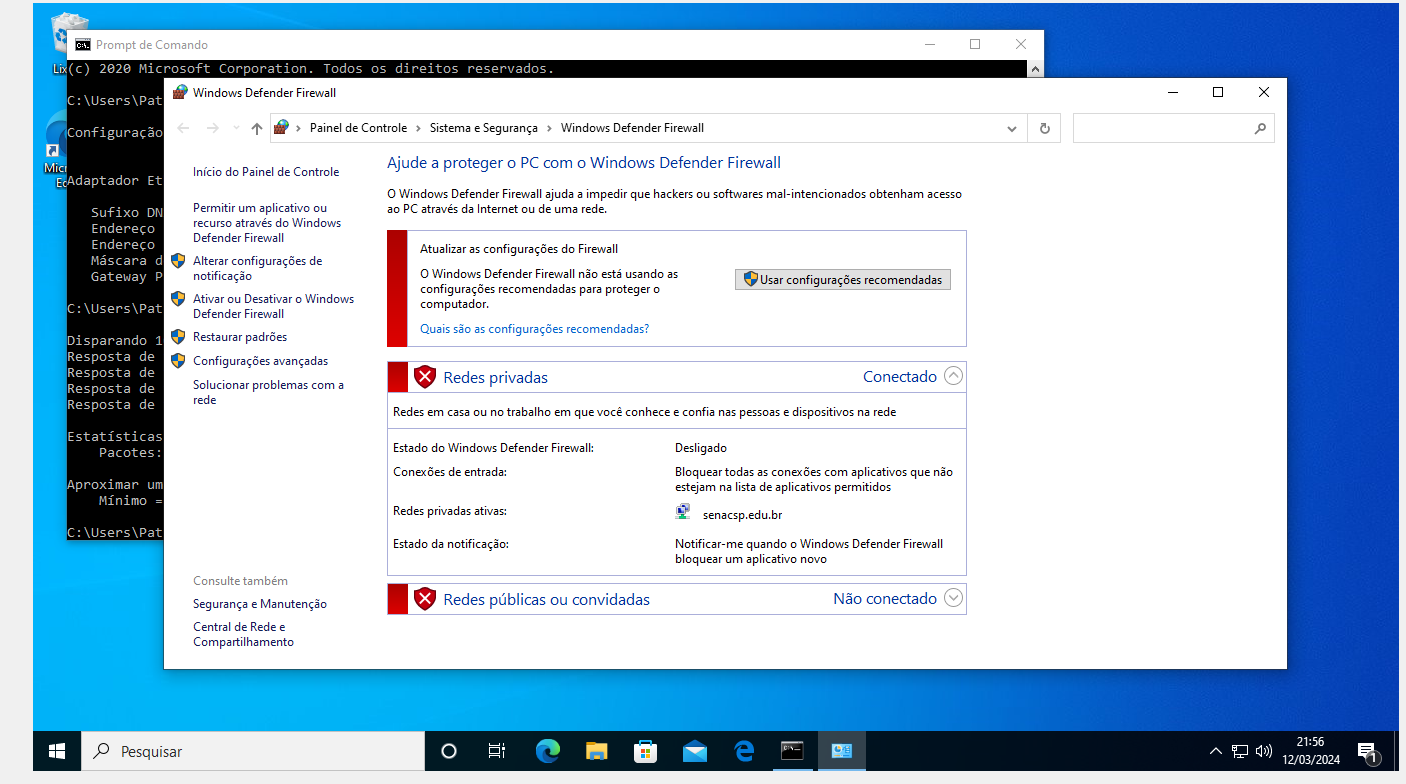 Prompt de Comando
Lix
(c) 2020 Microsoft Corporation. Todos os direitos reservados.
C:\Users\Pat
Configuração
Micr
Ed
Adaptador Et
Sufixo DN
Endereço
Endereço
Máscara d
Gateway P
C:\Users\Pat
Disparando 1
Resposta de
Resposta de
Resposta de
Resposta de
Estatísticas
Pacotes:
Aproximar um
Mínimo =
C:\Users\Pat
Windows Defender Firewall
Painel de Controle > Sistema e Segurança > Windows Defender Firewall
Início do Painel de Controle
Permitir um aplicativo ou
recurso através do Windows
Defender Firewall
Alterar configurações de
notificação
Ativar ou Desativar o Windows
Defender Firewall
Restaurar padrões
Configurações avançadas
Solucionar problemas com a
rede
Consulte também
Segurança e Manutenção
Central de Rede e
Compartilhamento
Ajude a proteger o PC com o Windows Defender Firewall
O Windows Defender Firewall ajuda a impedir que hackers ou softwares mal-intencionados obtenham acesso
ao PC através da Internet ou de uma rede.
Atualizar as configurações do Firewall
O Windows Defender Firewall não está usando as
configurações recomendadas para proteger o
computador.
Usar configurações recomendadas
Quais são as configurações recomendadas?
Redes privadas Conectado
Redes em casa ou no trabalho em que você conhece e confia nas pessoas e dispositivos na rede
Estado do Windows Defender Firewall: Desligado
Conexões de entrada: Bloquear todas as conexões com aplicativos que não
estejam na lista de aplicativos permitidos
Redes privadas ativas: senacsp.edu.br
Estado da notificação: Notificar-me quando o Windows Defender Firewall
bloquear um aplicativo novo
Redes públicas ou convidadas Não conectado
Pesquisar
21:56
12/03/2024
1